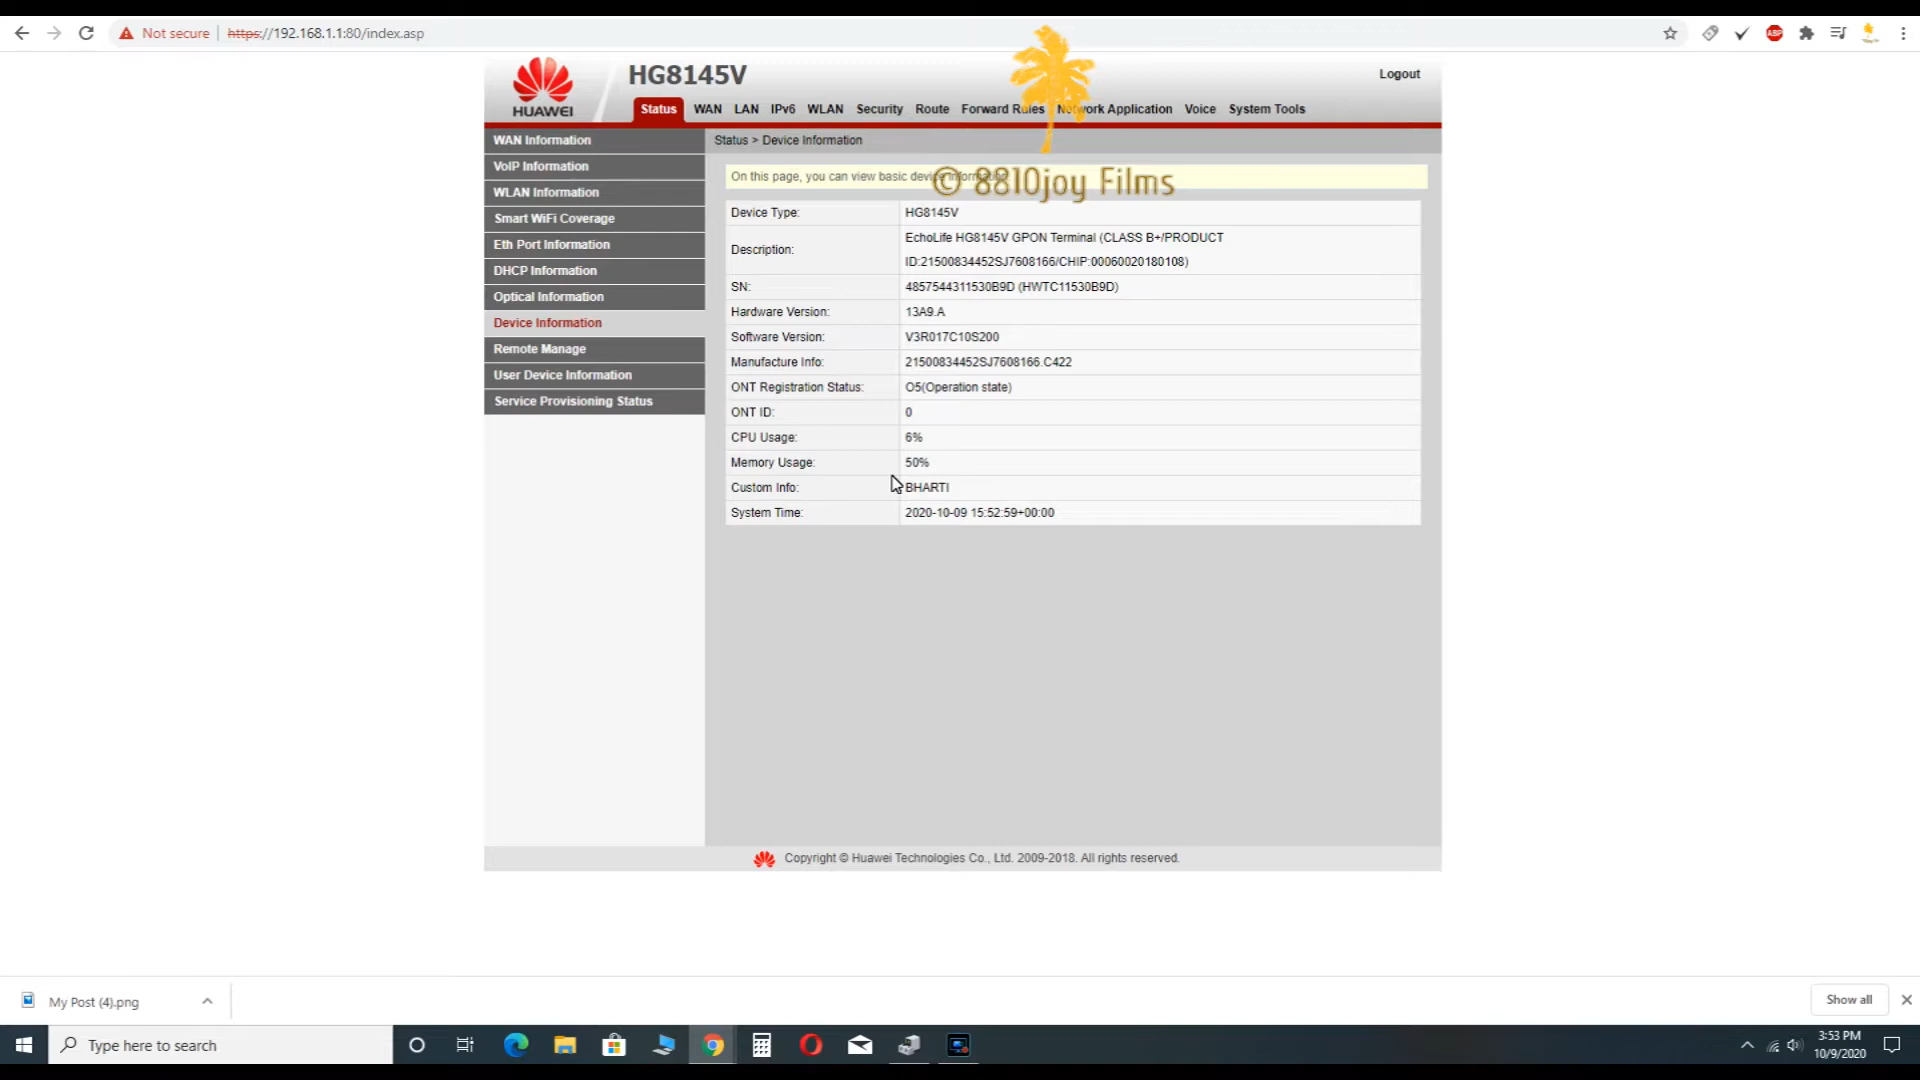 Not secure
https://192.168.1.1:80/index.asp
ABP
HUAWEI
HG8145V
Logout
Status WAN LAN IPv6 WLAN Security Route Forward Rules Network Application Voice System Tools
WAN Information
VoIP Information
WLAN Information
Smart WiFi Coverage
Eth Port Information
DHCP Information
Optical Information
Device Information
Remote Manage
User Device Information
Service Provisioning Status
Status > Device Information
On this page, you can view basic device information.
© 8810joy Films
Device Type: HG8145V
Description: EchoLife HG8145V GPON Terminal (CLASS B+/PRODUCT
ID:21500834452SJ7608166/CHIP:00060020180108)
SN: 4857544311530B9D (HWTC11530B9D)
Hardware Version: 13A9.A
Software Version: V3R017C10S200
Manufacture Info: 21500834452SJ7608166.C422
ONT Registration Status: O5(Operation state)
ONT ID: 0
CPU Usage: 6%
Memory Usage: 50%
Custom Info: BHARTI
System Time: 2020-10-09 15:52:59+00:00
Copyright © Huawei Technologies Co., Ltd. 2009-2018. All rights reserved.
My Post (4).png
Show all
Type here to search
3:53 PM
10/9/2020